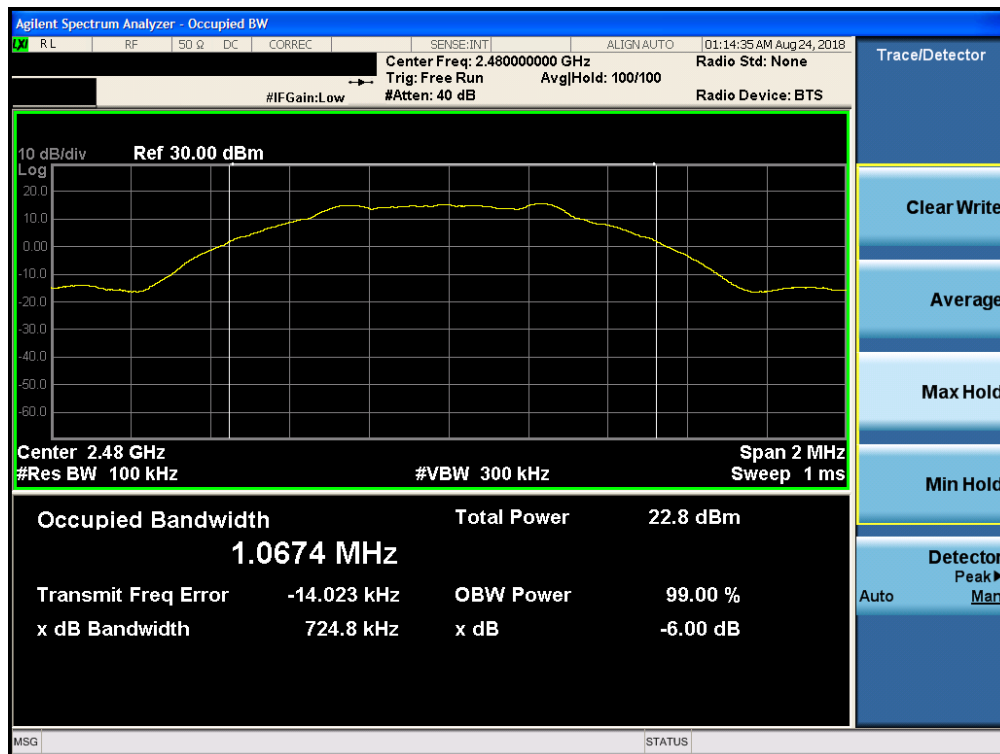 Agilent Spectrum Analyzer - Occupied BW
LXI RL RF 50 Ω DC CORREC SENSE:INT ALIGN AUTO 01:14:35 AM Aug 24, 2018
Center Freq: 2.480000000 GHz Radio Std: None
Trig: Free Run Avg|Hold: 100/100
#IFGain:Low #Atten: 40 dB Radio Device: BTS
Trace/Detector
10 dB/div Ref 30.00 dBm
Log
20.0
10.0
0.00
-10.0
-20.0
-30.0
-40.0
-50.0
-60.0
Center 2.48 GHz Span 2 MHz
#Res BW 100 kHz #VBW 300 kHz Sweep 1 ms
Occupied Bandwidth Total Power 22.8 dBm
1.0674 MHz
Transmit Freq Error -14.023 kHz OBW Power 99.00 %
x dB Bandwidth 724.8 kHz x dB -6.00 dB
Clear Write
Average
Max Hold
Min Hold
Detector
Peak▶
Auto Man
MSG STATUS